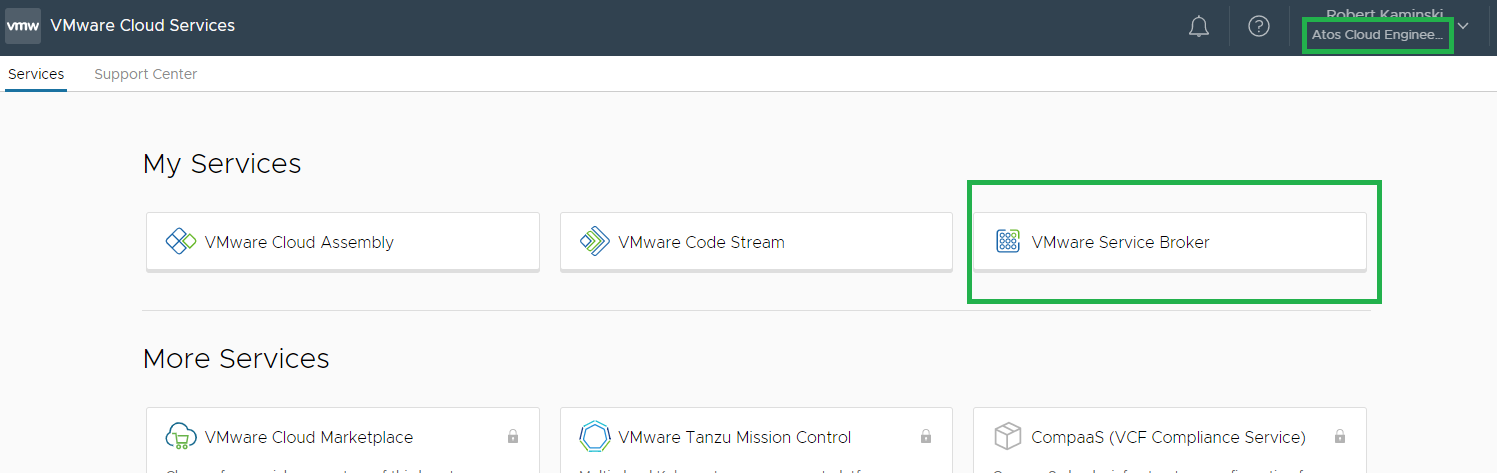 vmw VMware Cloud Services
Robert Kaminski
Atos Cloud Enginee...
Services Support Center
My Services
VMware Cloud Assembly VMware Code Stream VMware Service Broker
More Services
VMware Cloud Marketplace VMware Tanzu Mission Control CompaaS (VCF Compliance Service)